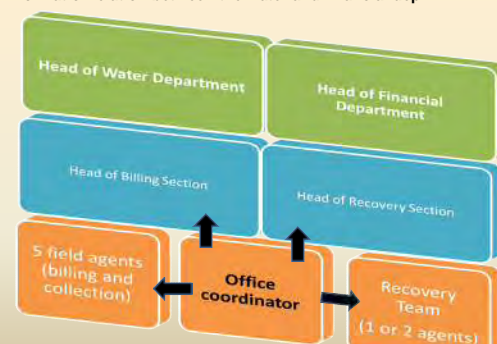 Head of Water Department
Head of Financial
Department
Head of Billing Section
Head of Recovery Section
5 field agents
(billing and
collection)
Office
coordinator
Recovery
Team
(1 or 2 agents)